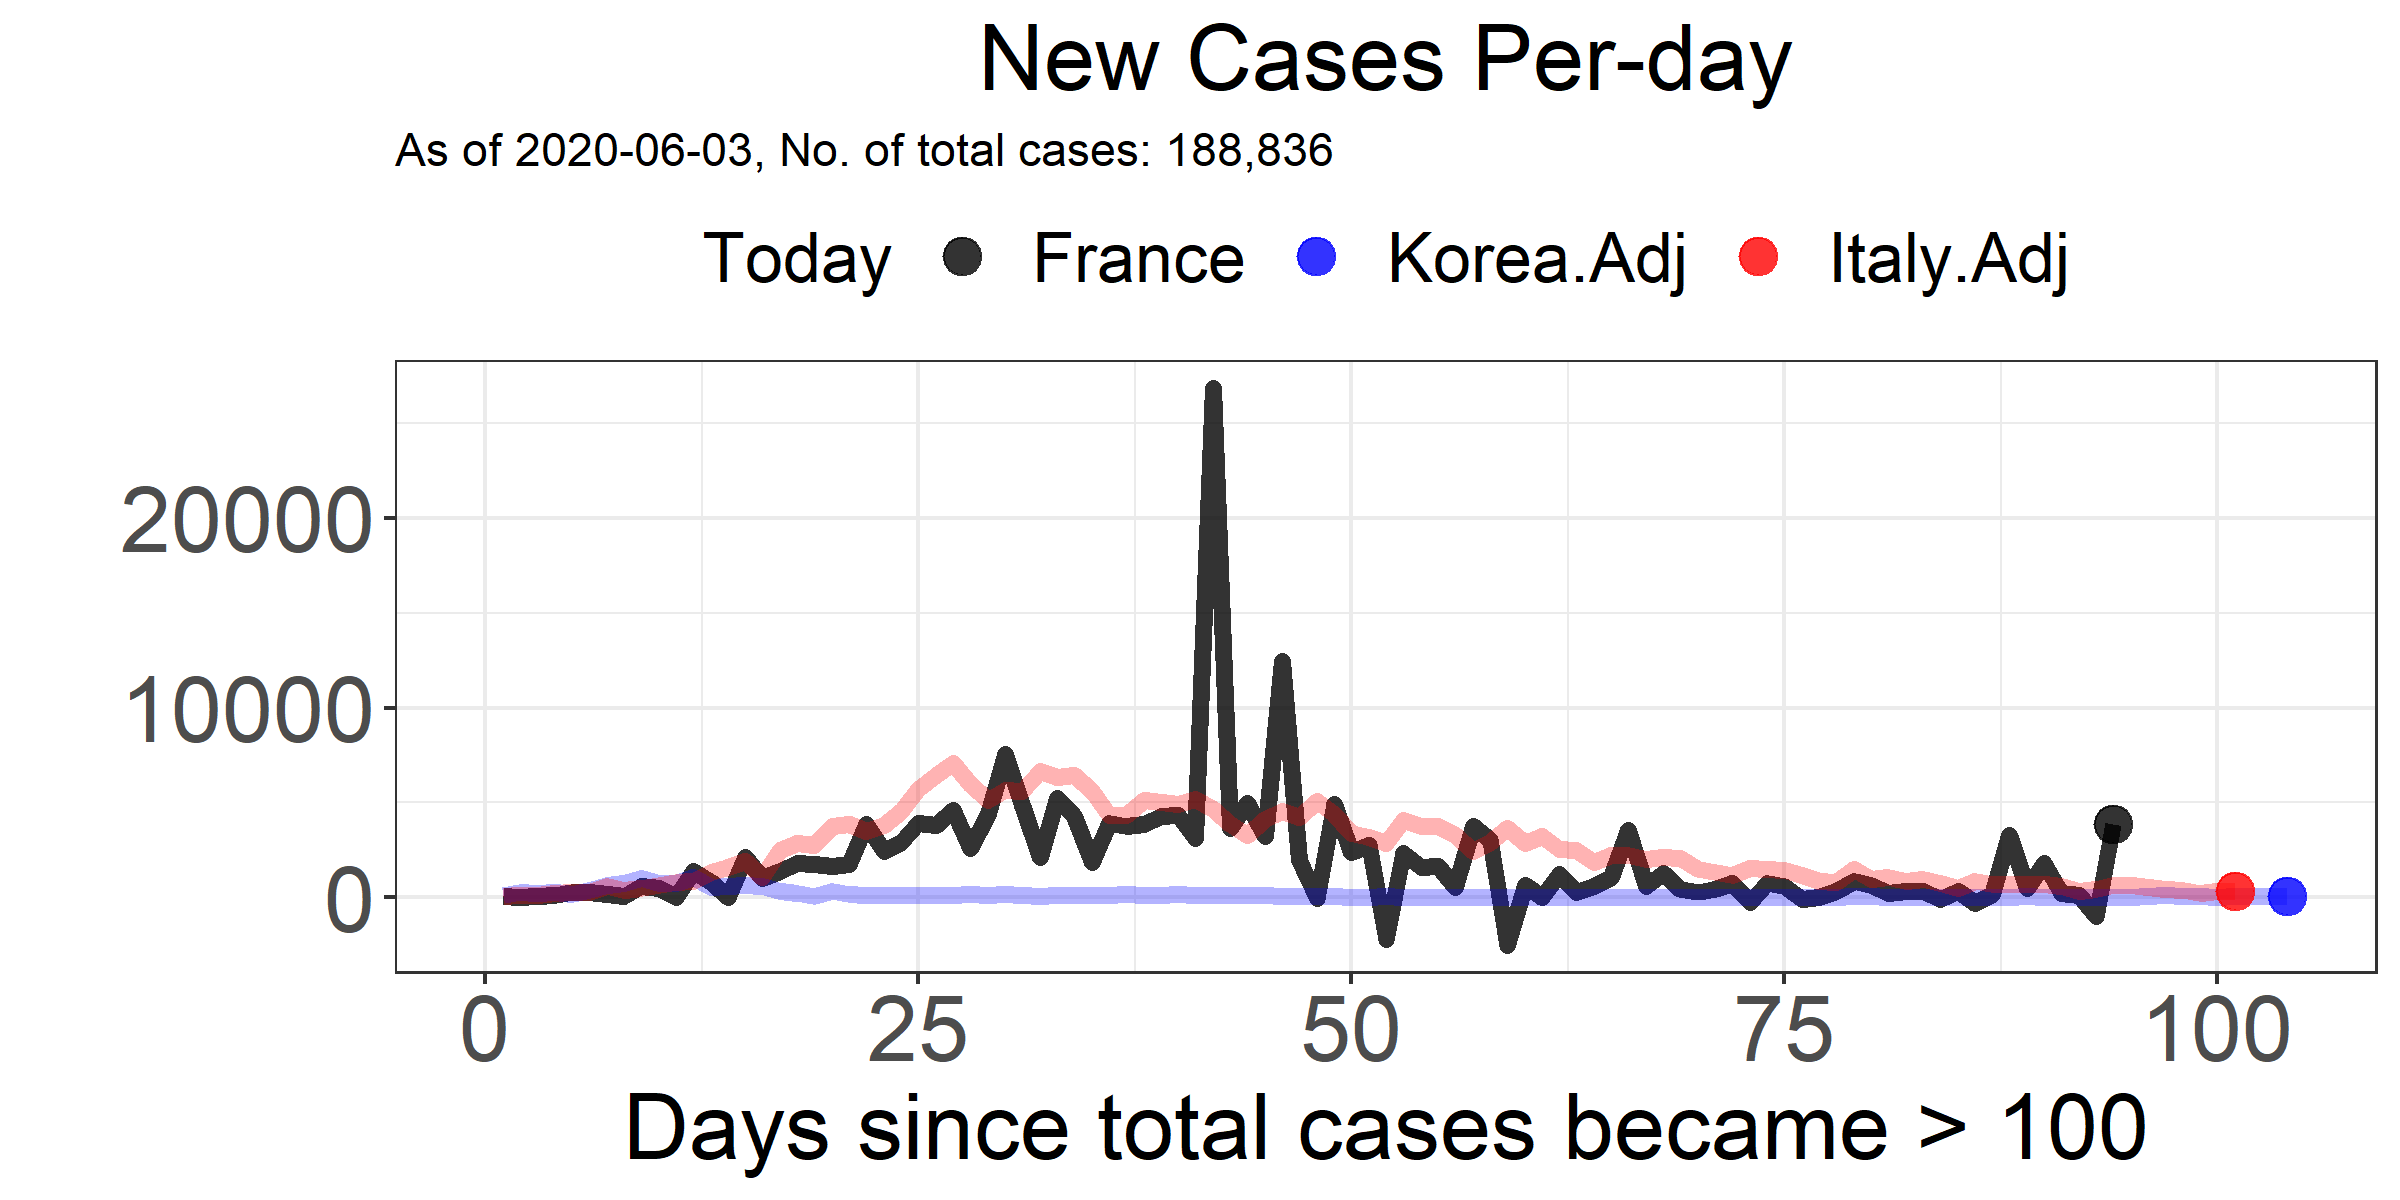 New Cases Per-day
As of 2020-06-03, No. of total cases: 188,836
Today France Korea.Adj Italy.Adj
20000
10000
0
0 25 50 75 100
Days since total cases became > 100